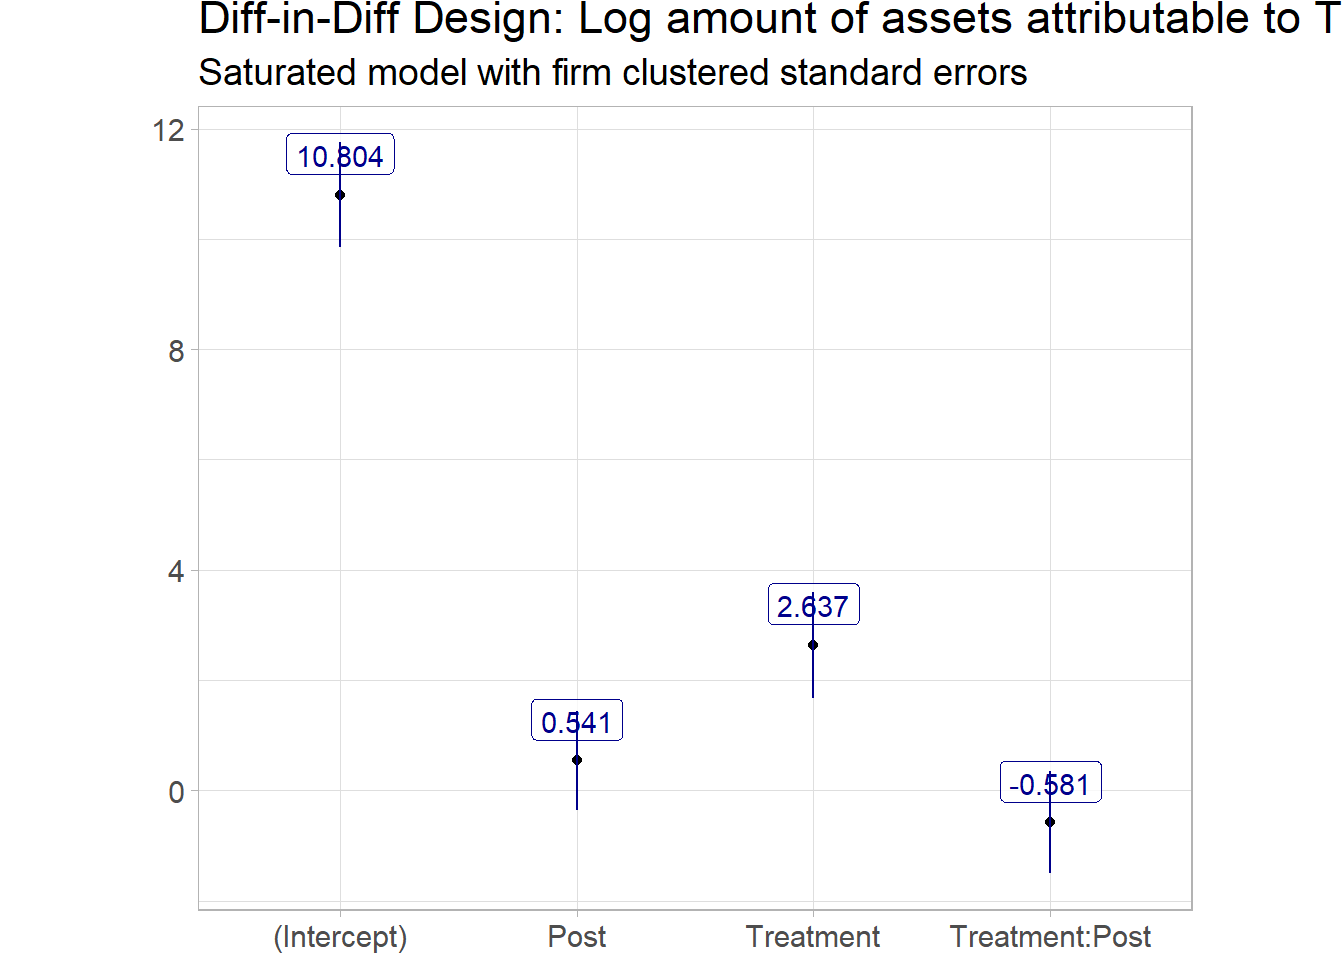 Diff-in-Diff Design: Log amount of assets attributable to T
Saturated model with firm clustered standard errors
12
10.804
8
4
2.637
0.541
0
-0.581
(Intercept) Post Treatment Treatment:Post